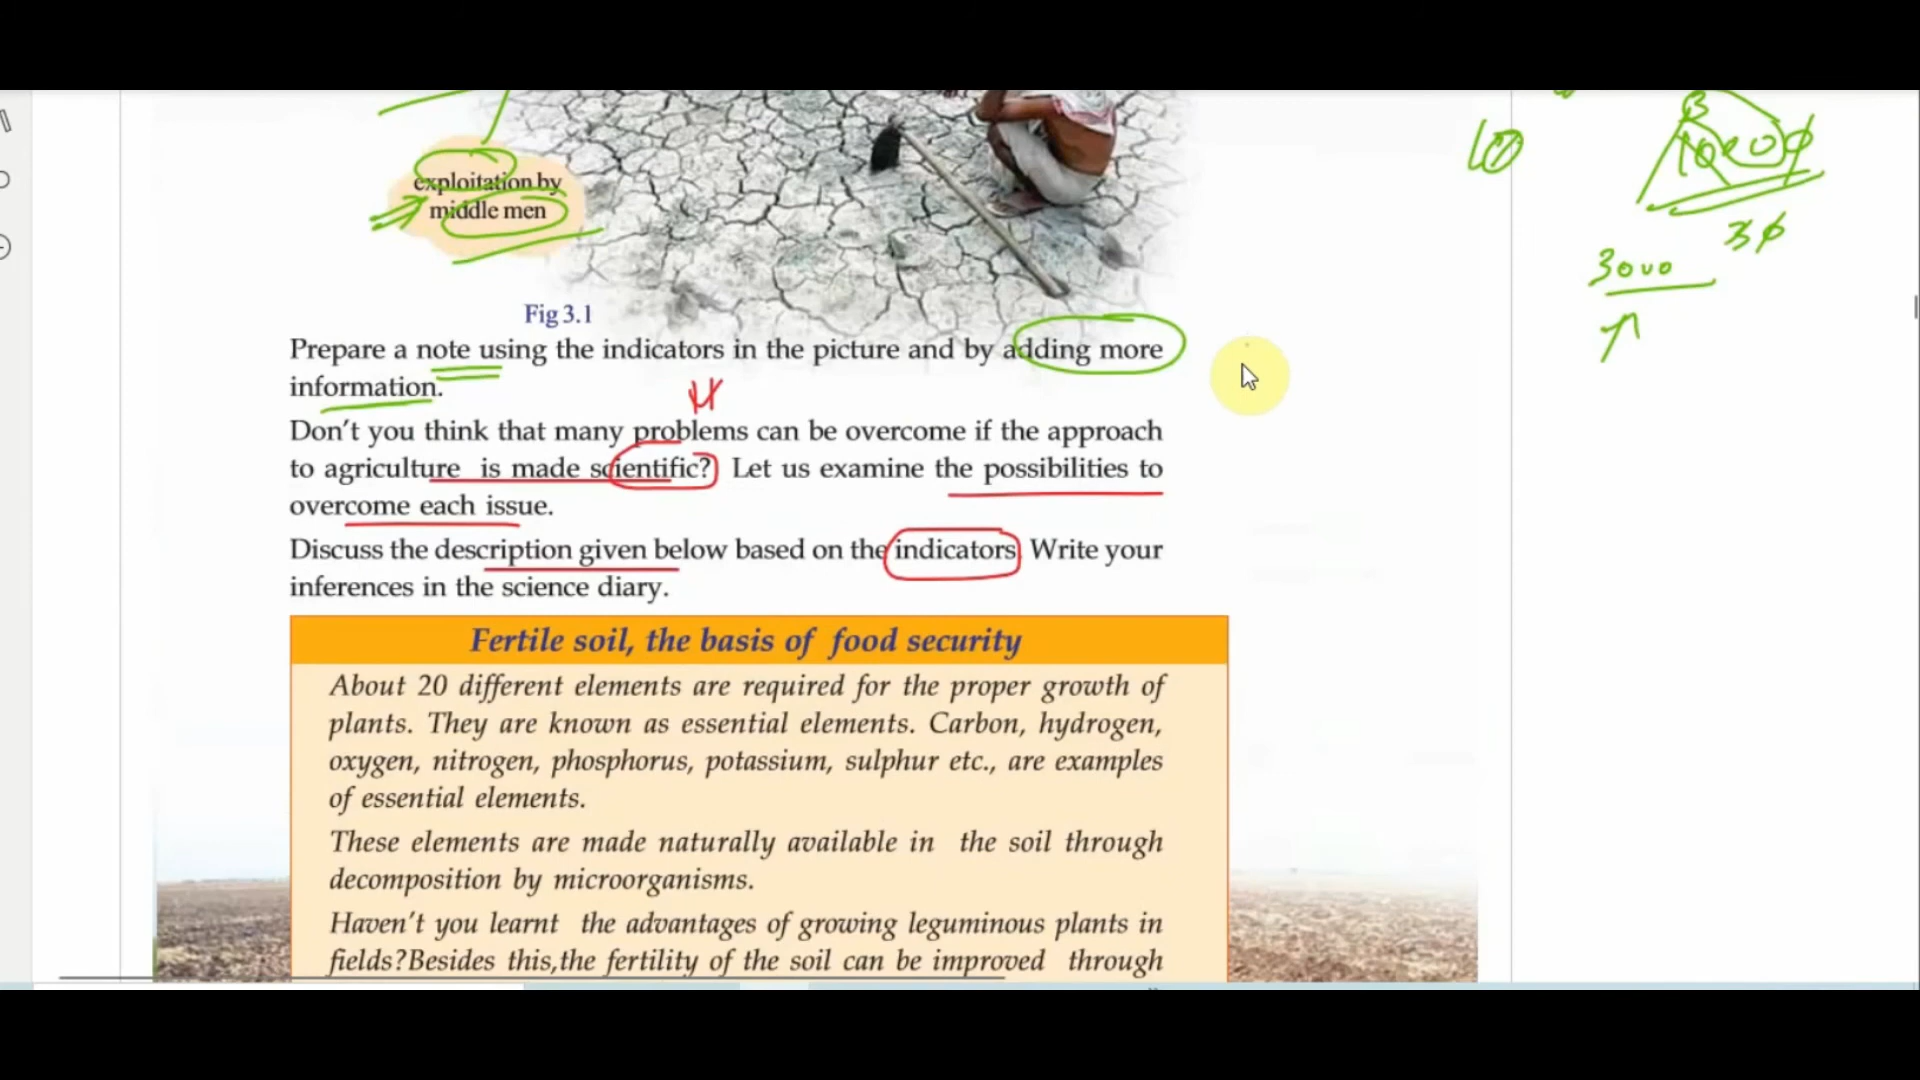 exploitation by
middle men
10
3000
Fig 3.1
Prepare a note using the indicators in the picture and by adding more
information.
Don't you think that many problems can be overcome if the approach
to agriculture is made scientific? Let us examine the possibilities to
overcome each issue.
Discuss the description given below based on the indicators. Write your
inferences in the science diary.
Fertile soil, the basis of food security
About 20 different elements are required for the proper growth of
plants. They are known as essential elements. Carbon, hydrogen,
oxygen, nitrogen, phosphorus, potassium, sulphur etc., are examples
of essential elements.
These elements are made naturally available in the soil through
decomposition by microorganisms.
Haven't you learnt the advantages of growing leguminous plants in
fields?Besides this,the fertility of the soil can be improved through